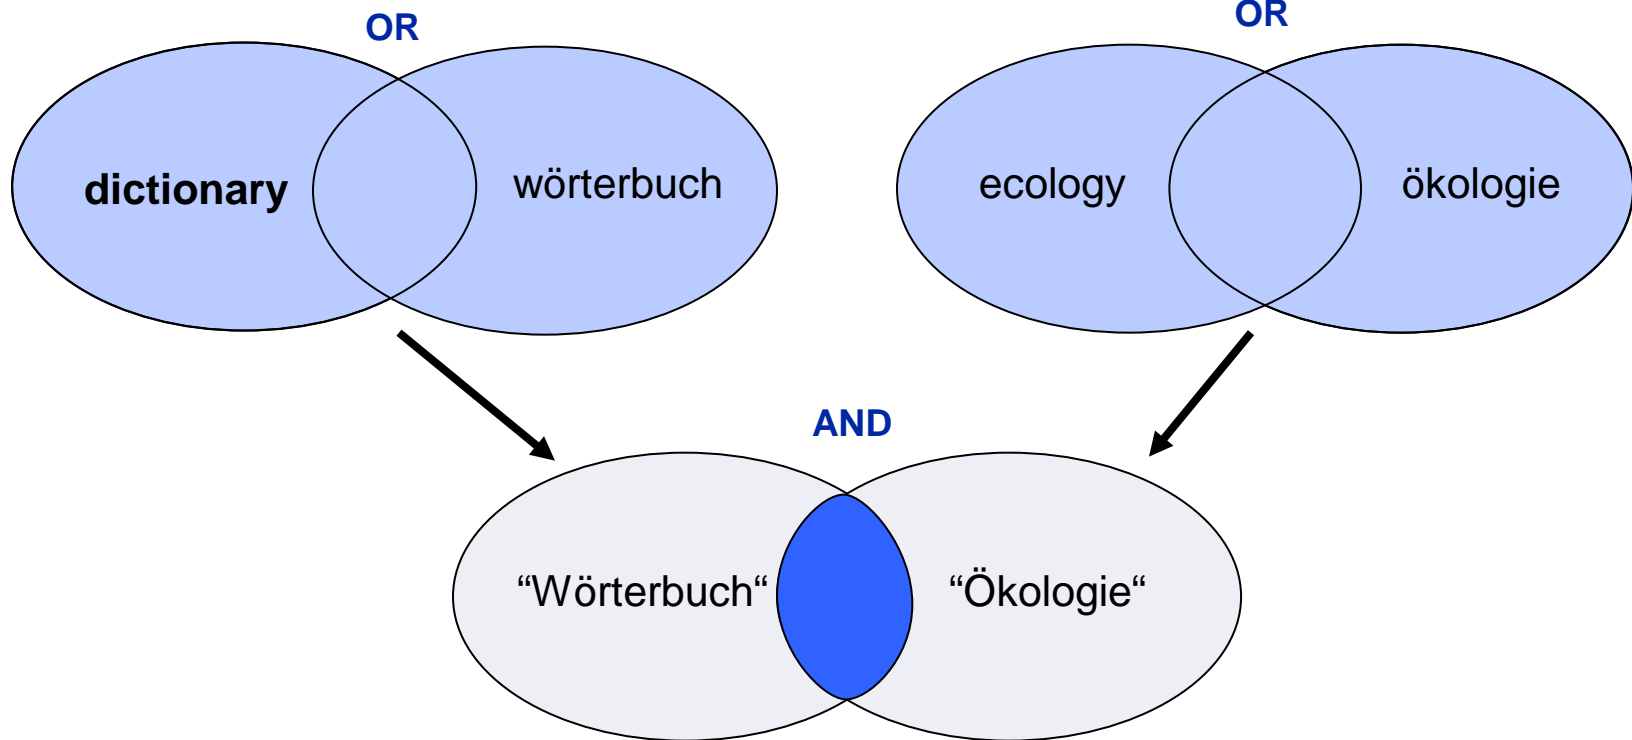 OR
OR
dictionary
wörterbuch
ecology
ökologie
AND
“Wörterbuch“
“Ökologie“